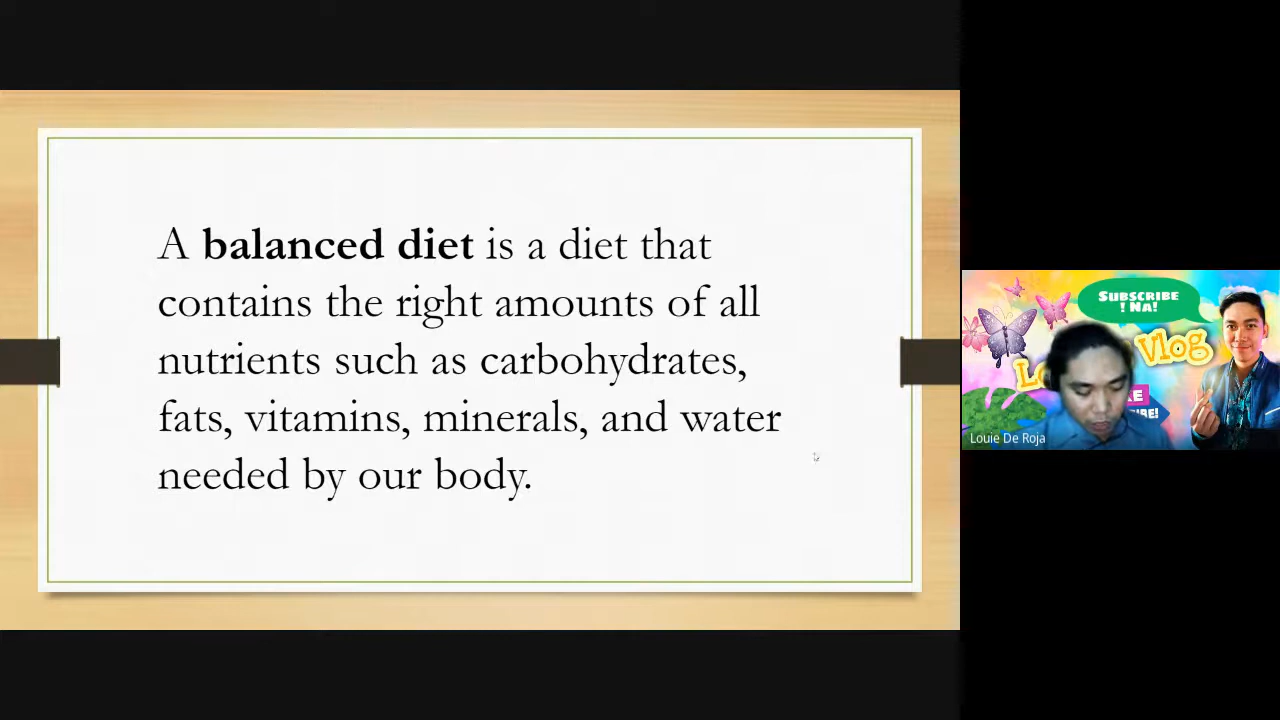 A balanced diet is a diet that
contains the right amounts of all
nutrients such as carbohydrates,
fats, vitamins, minerals, and water
needed by our body.
SUBSCRIBE
! NA!
Vlog
Louie De Roja